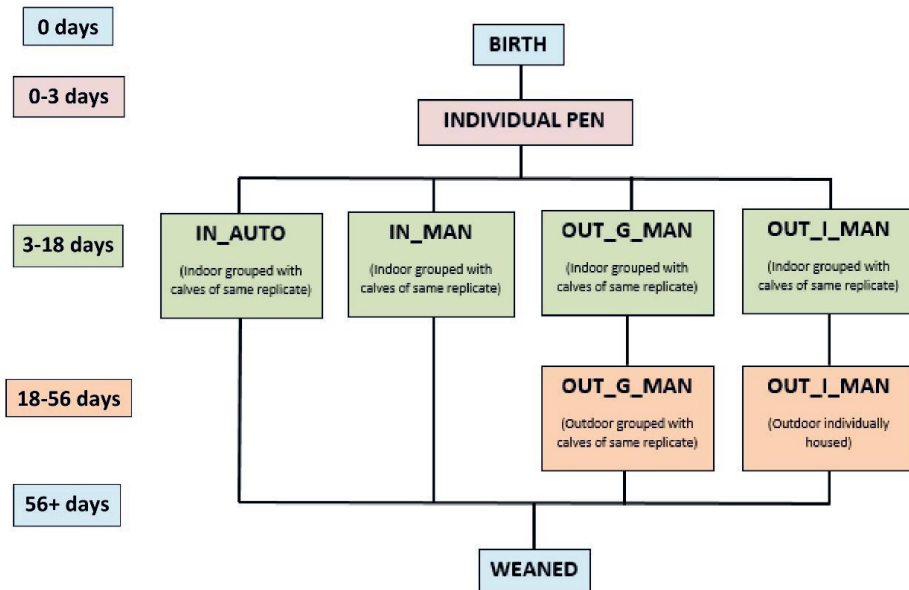 0 days
BIRTH
0-3 days
INDIVIDUAL PEN
3-18 days
IN_AUTO
(Indoor grouped with
calves of same replicate)
IN_MAN
(Indoor grouped with
calves of same replicate)
OUT_G_MAN
(Indoor grouped with
calves of same replicate)
OUT_I_MAN
(Indoor grouped with
calves of same replicate)
18-56 days
OUT_G_MAN
(Outdoor grouped with
calves of same replicate)
OUT_I_MAN
(Outdoor individually
housed)
56+ days
WEANED